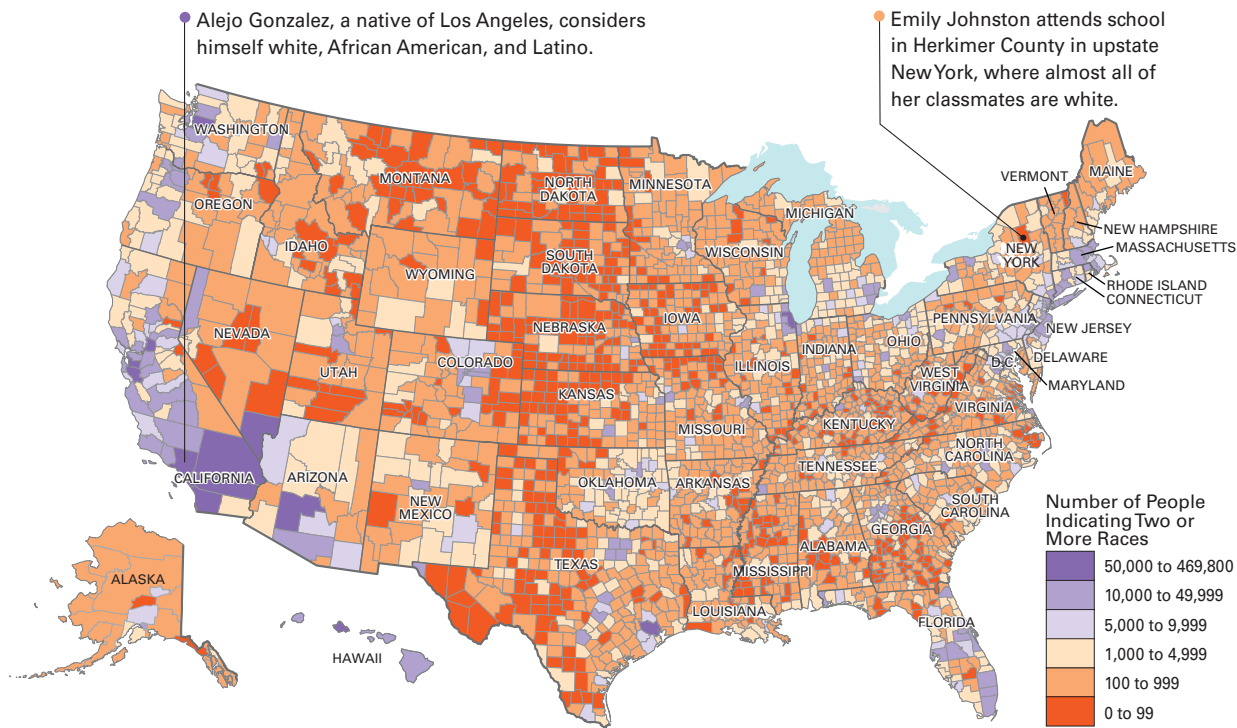 Alejo Gonzalez, a native of Los Angeles, considers
himself white, African American, and Latino.
Emily Johnston attends school
in Herkimer County in upstate
New York, where almost all of
her classmates are white.
WASHINGTON
MONTANA
NORTH
DAKOTA
MINNESOTA
VERMONT
MAINE
OREGON
MICHIGAN
NEW HAMPSHIRE
IDAHO
SOUTH
DAKOTA
WISCONSIN
NEW
YORK
MASSACHUSETTS
WYOMING
RHODE ISLAND
CONNECTICUT
NEVADA
NEBRASKA
IOWA
PENNSYLVANIA
NEW JERSEY
UTAH
COLORADO
ILLINOIS
INDIANA
OHIO
D.C.
DELAWARE
WEST
VIRGINIA
MARYLAND
KANSAS
MISSOURI
KENTUCKY
VIRGINIA
CALIFORNIA
ARIZONA
NEW
MEXICO
OKLAHOMA
ARKANSAS
TENNESSEE
NORTH
CAROLINA
SOUTH
CAROLINA
TEXAS
MISSISSIPPI
ALABAMA
GEORGIA
LOUISIANA
FLORIDA
ALASKA
HAWAII
Number of People
Indicating Two or
More Races
50,000 to 469,800
10,000 to 49,999
5,000 to 9,999
1,000 to 4,999
100 to 999
0 to 99